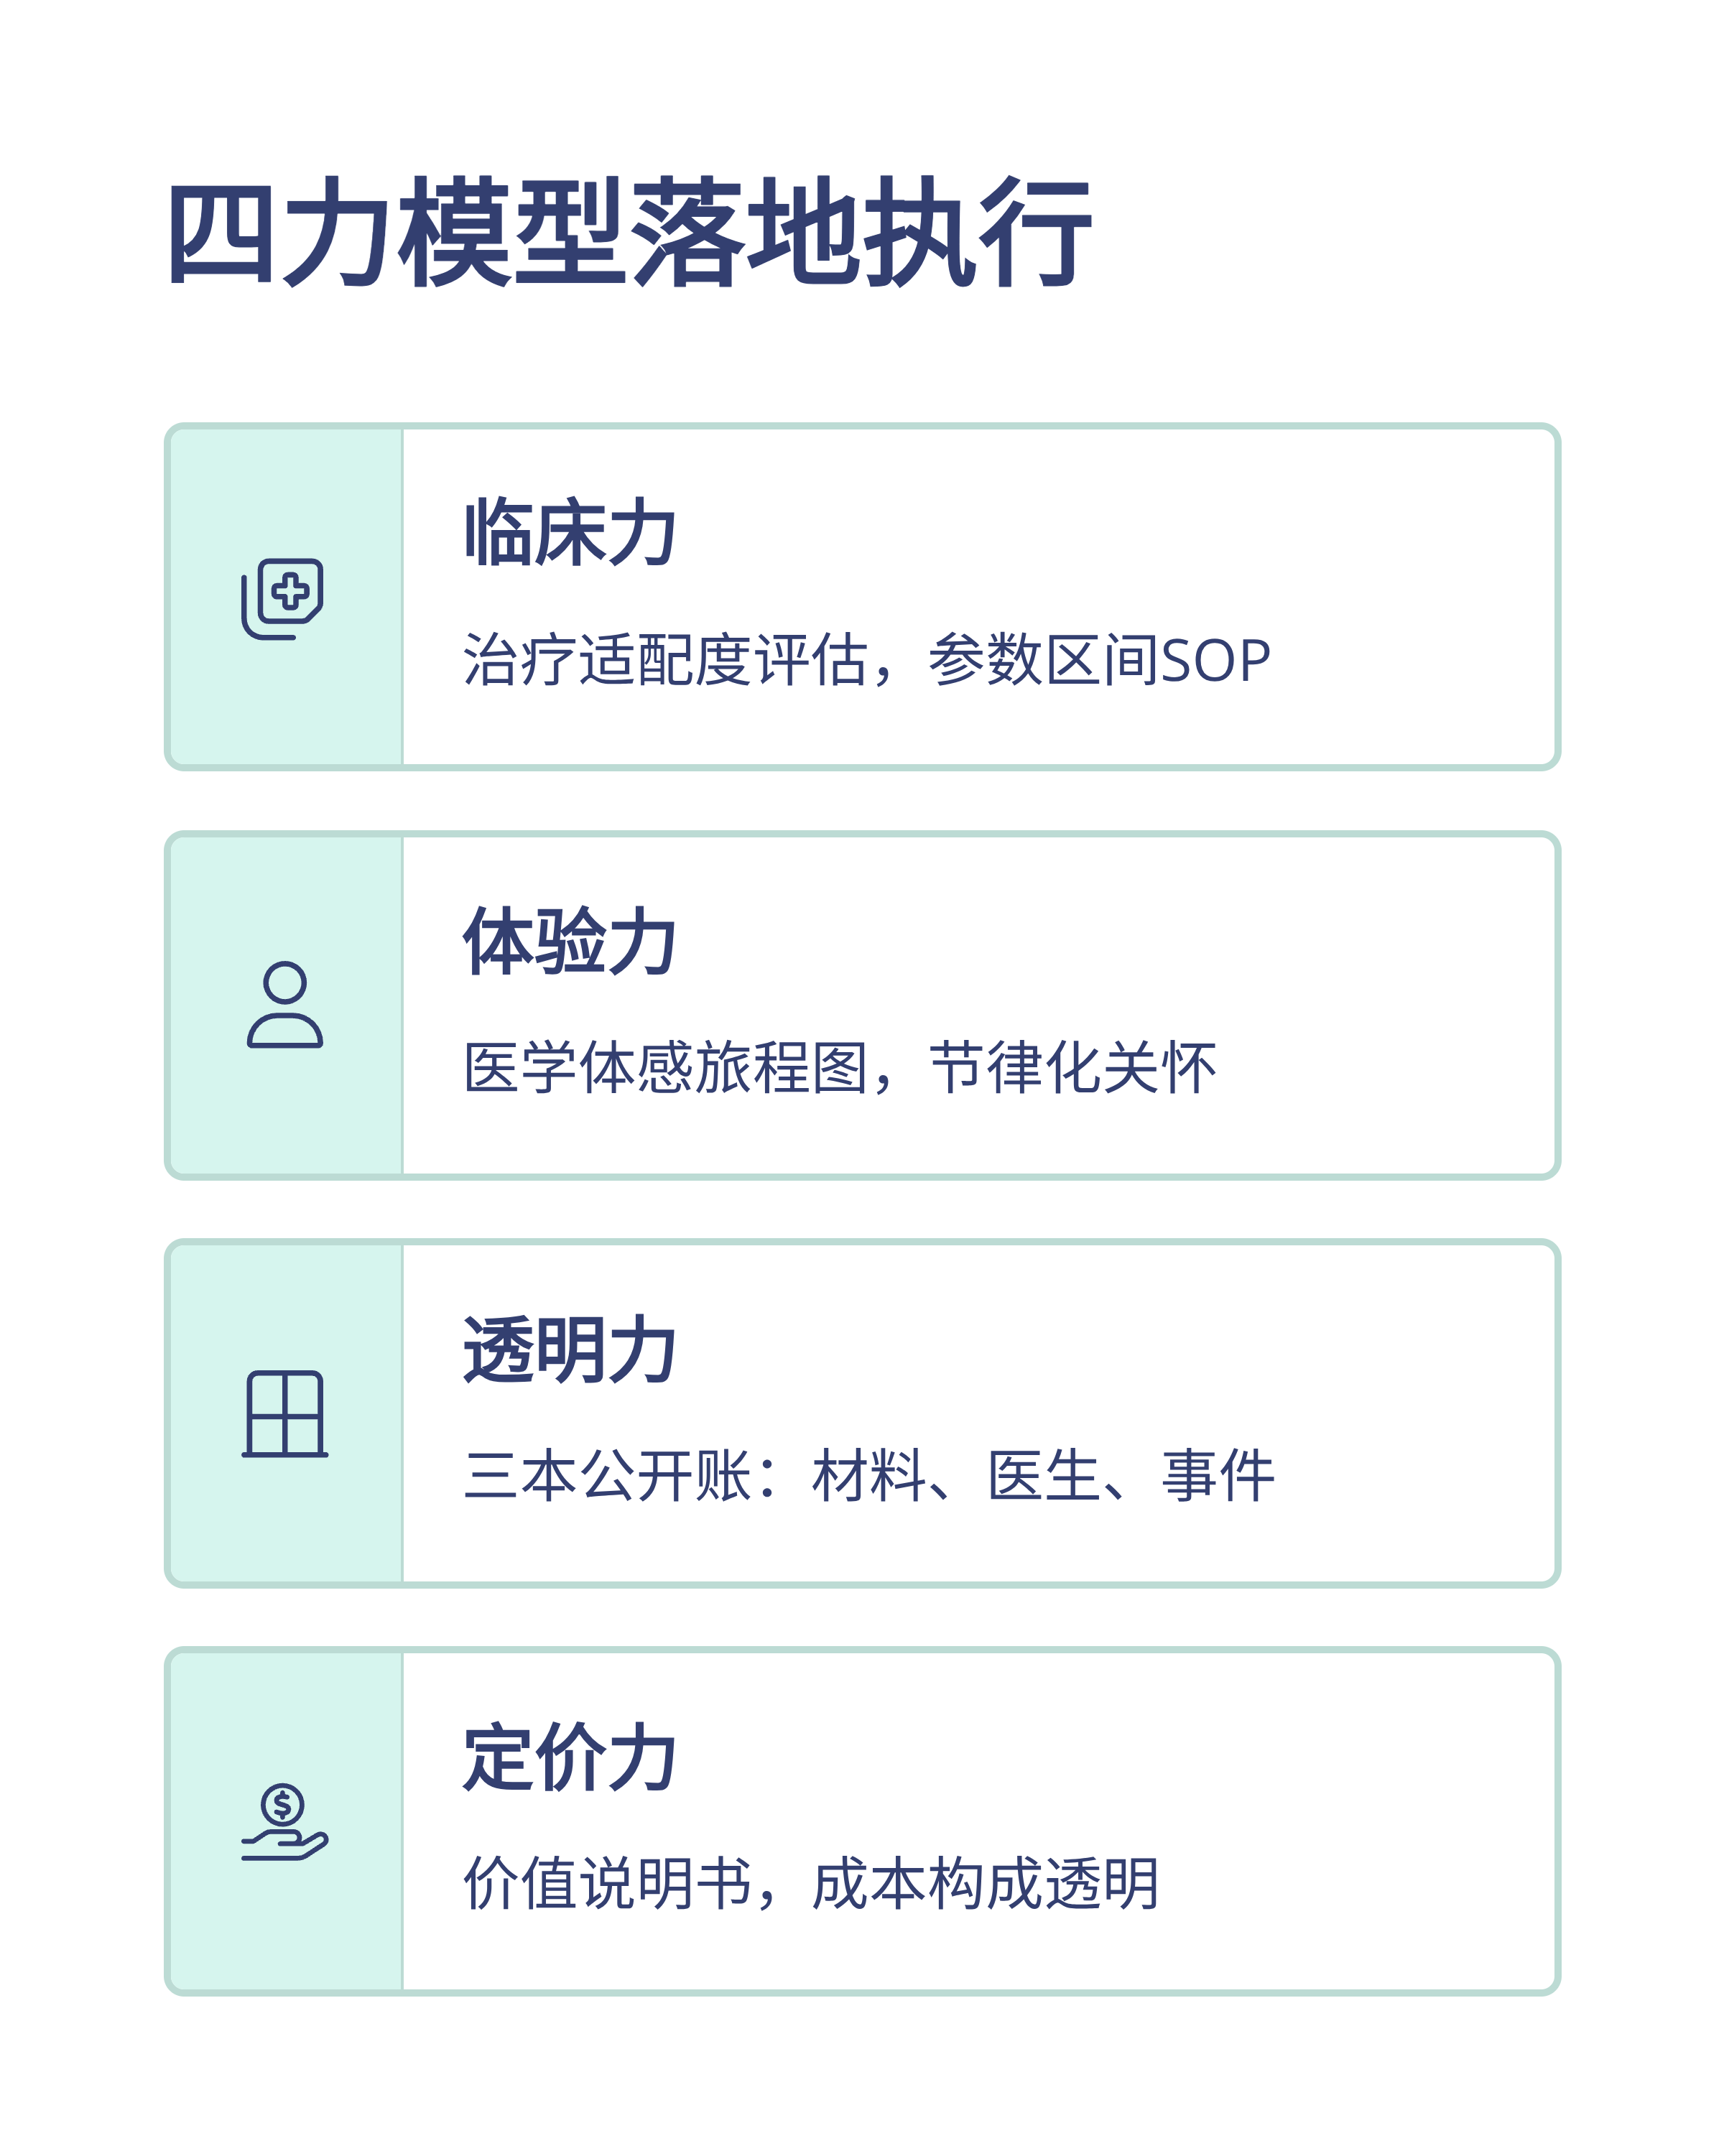 四力模型落地执行
临床力
治疗适配度评估，参数区间SOP
体验力
医学体感旅程图，节律化关怀
透明力
三本公开账：材料、医生、事件
定价力
价值说明书，成本构成透明
$